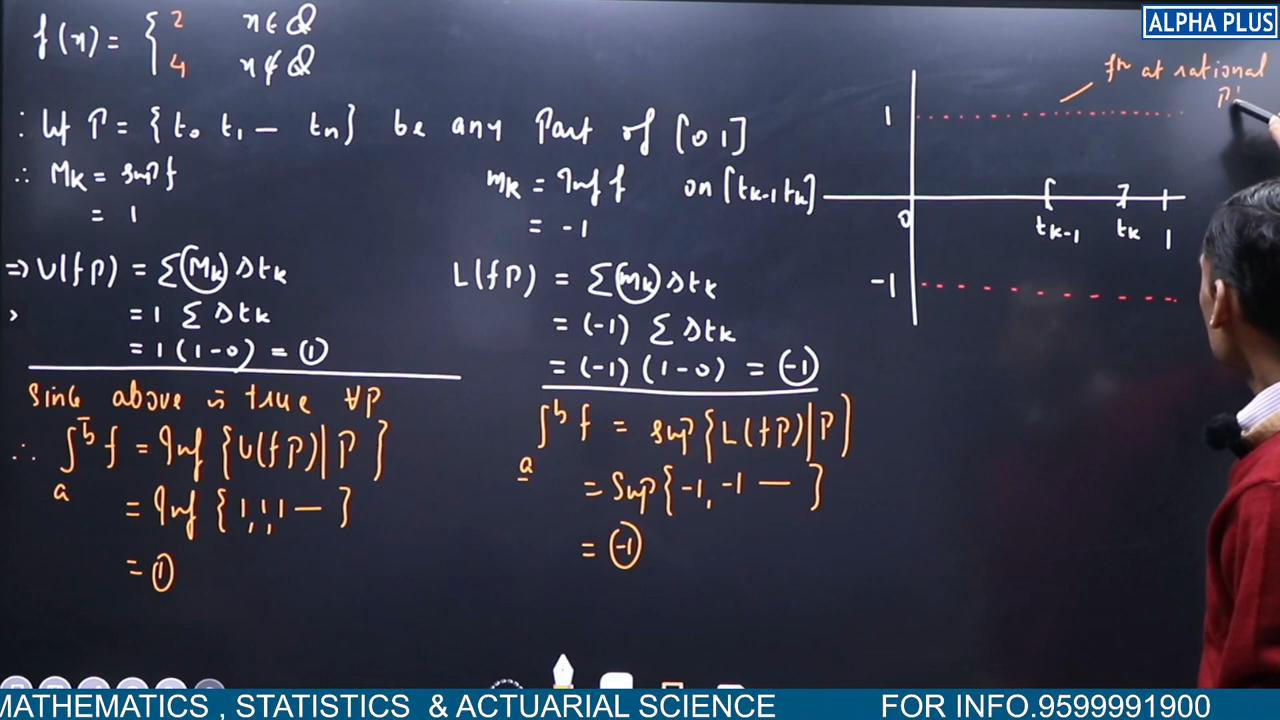 ALPHA PLUS
f(x) = { 2 x ∈ Q
4 x ∉ Q
∴ let P = {t₀ t₁ — tn} be any Part of [0 1]
∴ Mk = sup f
= 1
mk = Inf f on [tk-1 tk]
= -1
⇒ U(f P) = Σ(Mk) Δtk
= 1 Σ Δtk
= 1 (1-0) = 1
L(f P) = Σ(mk) Δtk
= (-1) Σ Δtk
= (-1) (1-0) = -1
Since above is true ∀P
∴ ∫ₐᵇ̄ f = Inf {U(f P) | P}
= Inf {1, 1, 1 — }
= 1
∫ₐ̲ᵇ f = sup {L(f P) | P}
= Sup {-1, -1 — }
= -1
fⁿ at rational
Pt
1
0
tk-1 tk 1
-1
MATHEMATICS , STATISTICS & ACTUARIAL SCIENCE FOR INFO.9599991900